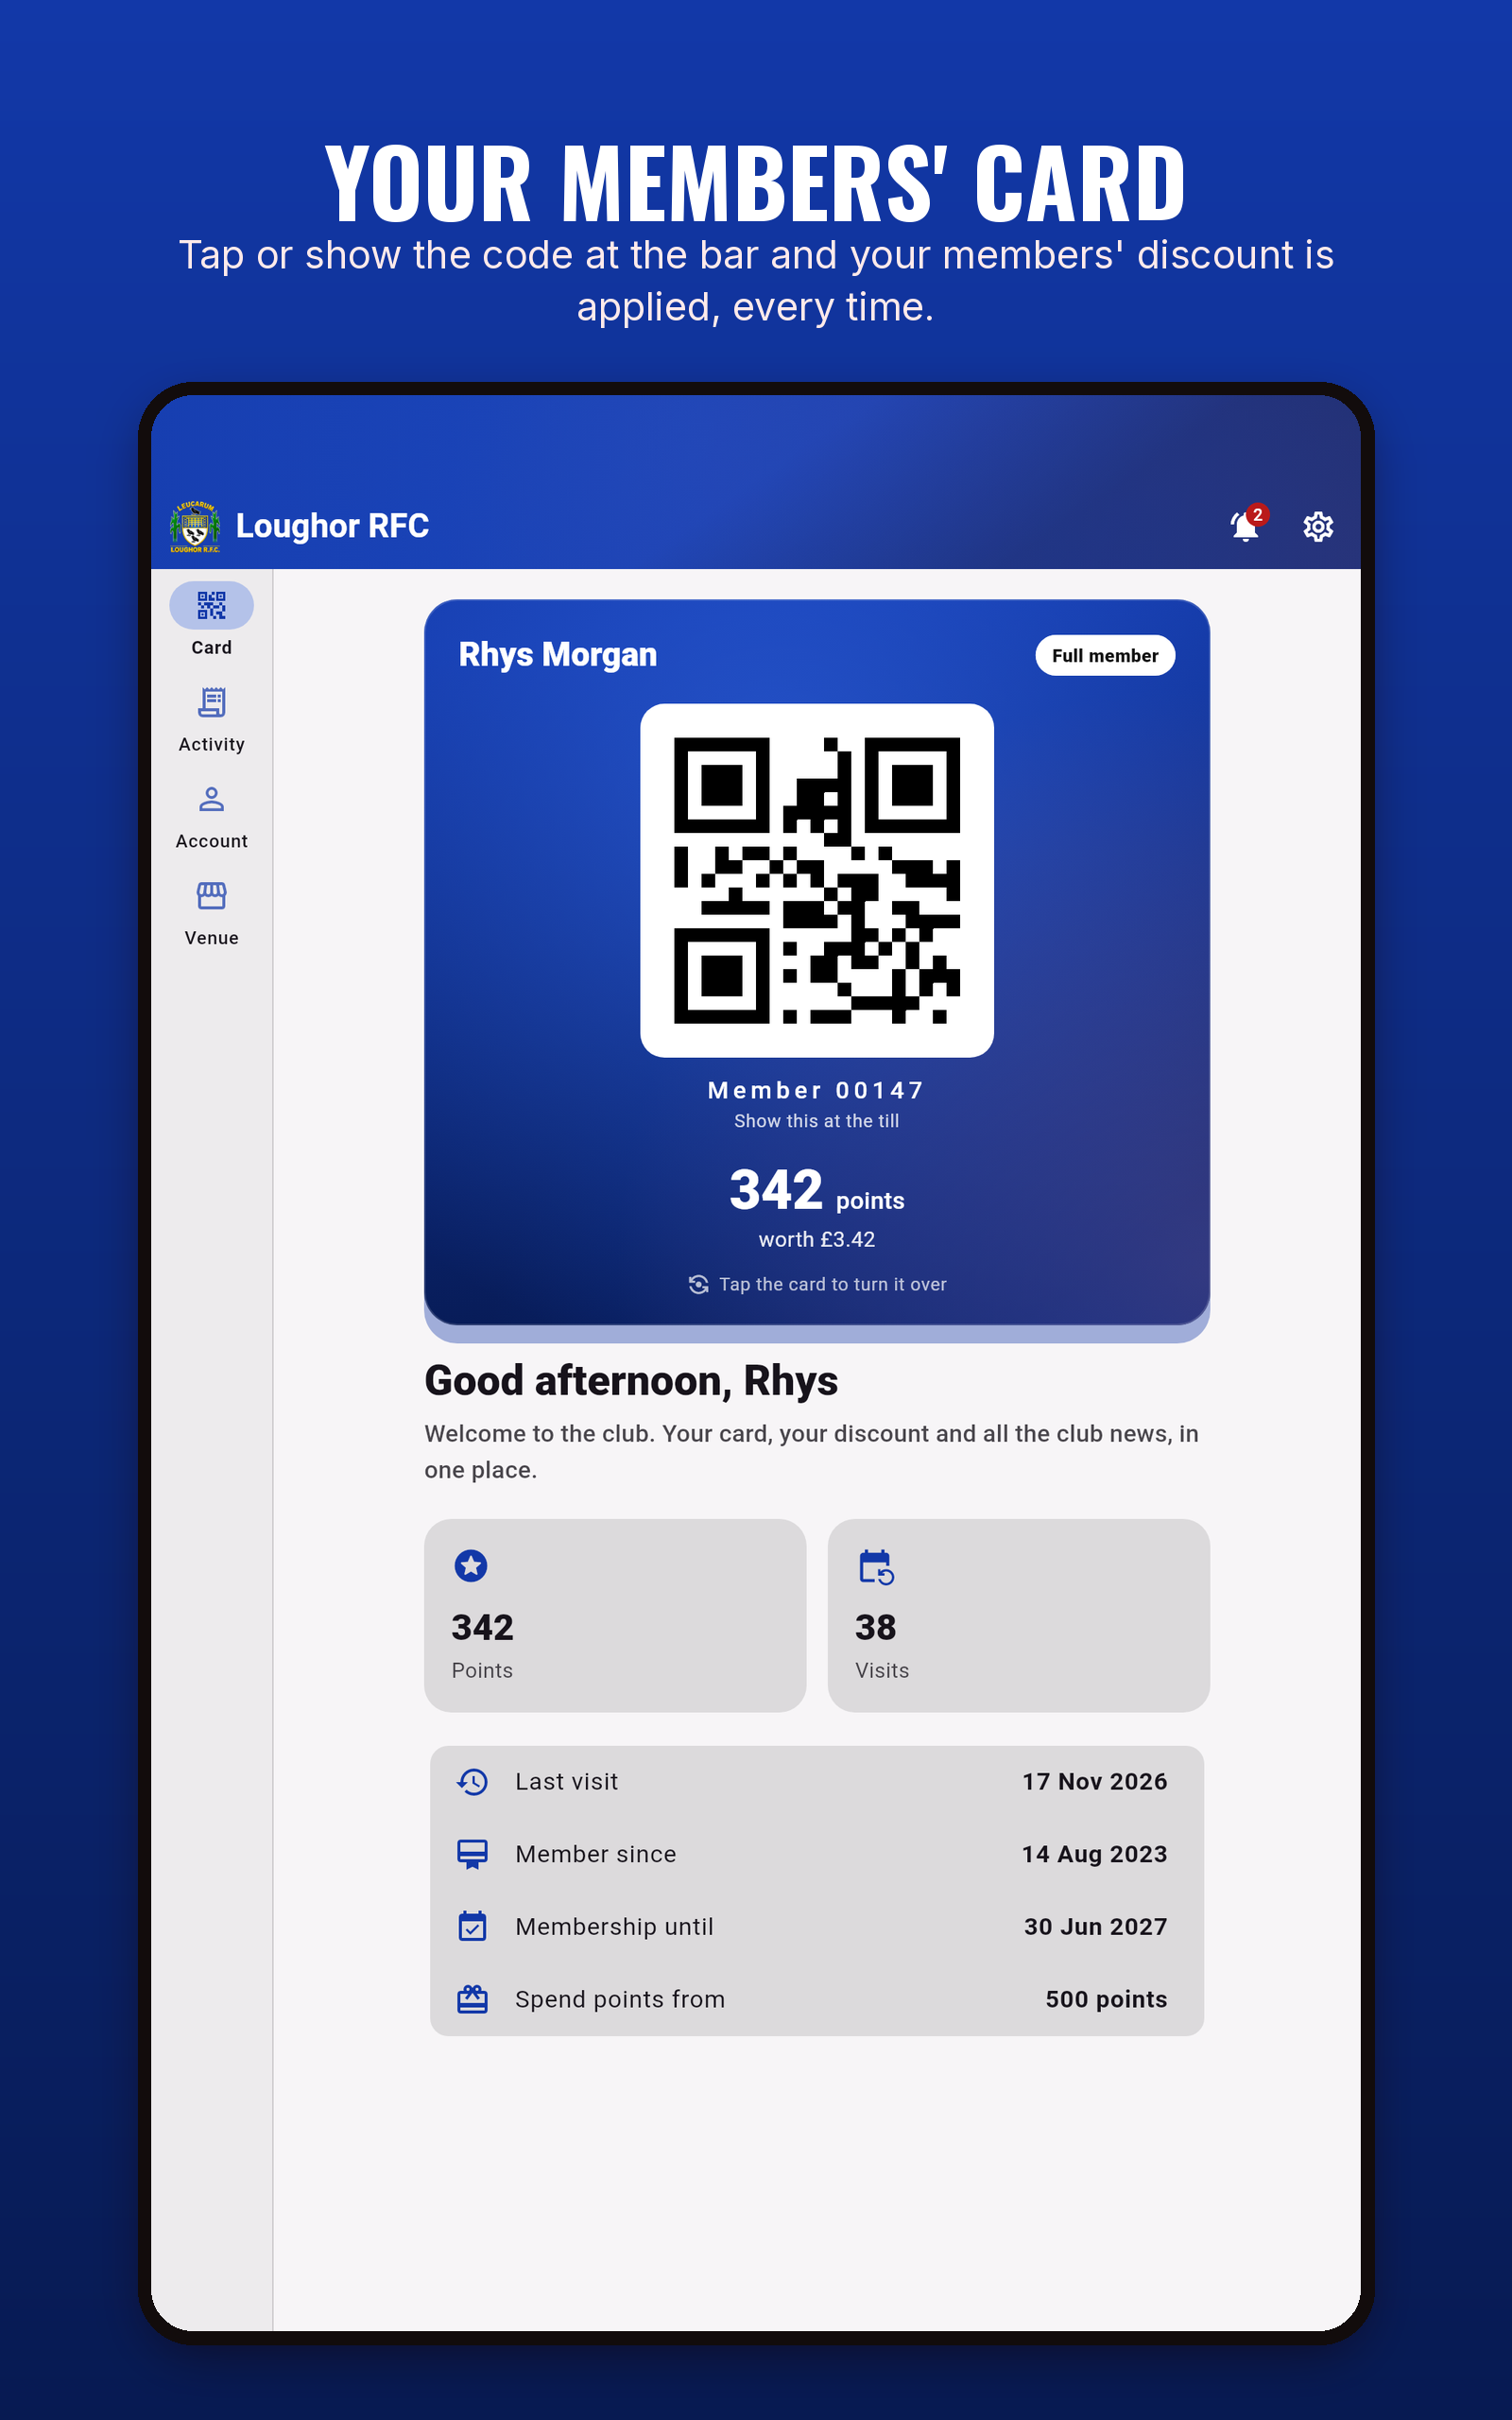 YOUR MEMBERS' CARD
Tap or show the code at the bar and your members' discount is
applied, every time.
LEUCARUM
LOUGHOR R.F.C.
Loughor RFC
2
Card
Activity
Account
Venue
Rhys Morgan
Full member
Member 00147
Show this at the till
342 points
worth £3.42
Tap the card to turn it over
Good afternoon, Rhys
Welcome to the club. Your card, your discount and all the club news, in
one place.
342
Points
38
Visits
Last visit 17 Nov 2026
Member since 14 Aug 2023
Membership until 30 Jun 2027
Spend points from 500 points